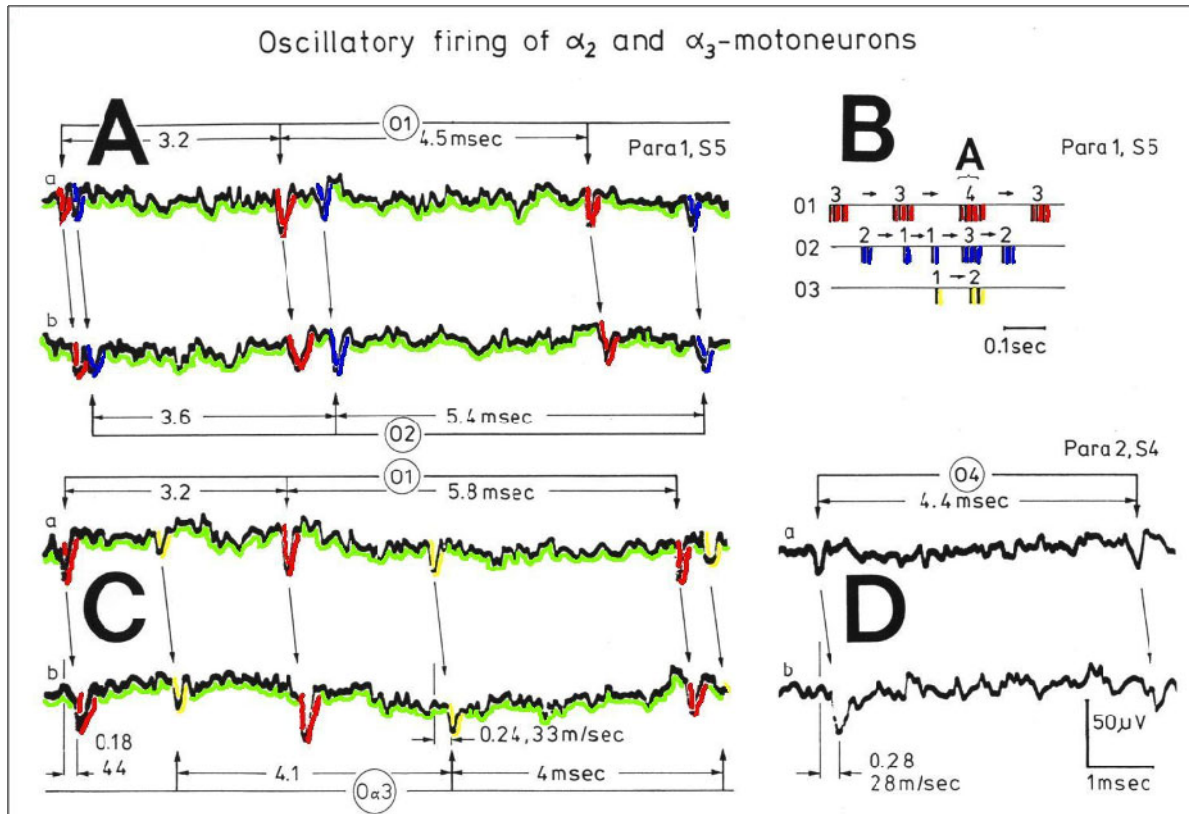 Oscillatory firing of α₂ and α₃-motoneurons
A
O1
3.2
4.5 msec
Para 1, S5
a
b
3.6
5.4 msec
O2
B
Para 1, S5
A
3 → 3 → 4 → 3
O1
2 → 1 → 1 → 3 → 2
O2
1 → 2
O3
0.1 sec
C
O1
3.2
5.8 msec
a
b
0.18
44
0.24, 33 m/sec
4.1
4 msec
Oα3
Para 2, S4
O4
4.4 msec
a
D
b
0.28
28 m/sec
50 µV
1 msec